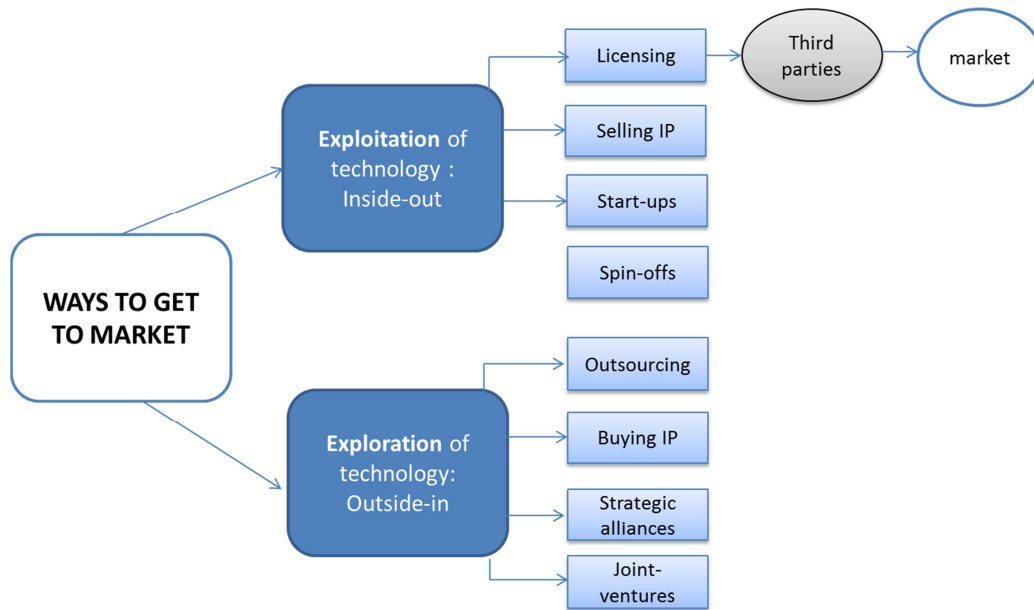 WAYS TO GET
TO MARKET
Exploitation of
technology :
Inside-out
Licensing
Third
parties
market
Selling IP
Start-ups
Spin-offs
Exploration of
technology:
Outside-in
Outsourcing
Buying IP
Strategic
alliances
Joint-
ventures